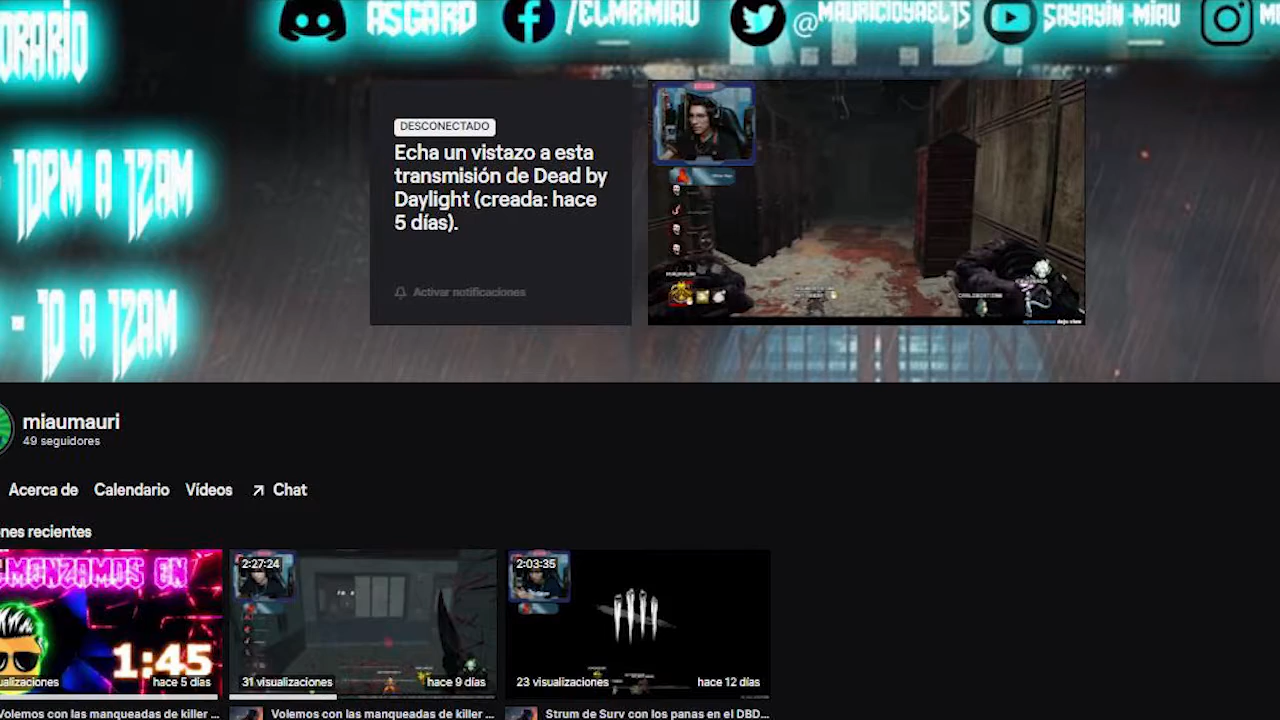 ORARIO
ASGARD
/ELMRMIAU
@MAURICIOYAEL15
SAYAYIN-MIAU
R.P.D.
10PM A 12AM
- 10 A 12AM
DESCONECTADO
Echa un vistazo a esta
transmisión de Dead by
Daylight (creada: hace
5 días).
Activar notificaciones
miaumauri
49 seguidores
Acerca de
Calendario
Vídeos
Chat
nes recientes
MENZAMOS EN
1:45
ualizaciones
hace 5 días
2:27:24
31 visualizaciones
hace 9 días
2:03:35
23 visualizaciones
hace 12 días
Volemos con las manqueadas de killer ...
Volemos con las manqueadas de killer ...
Strum de Surv con los panas en el DBD...